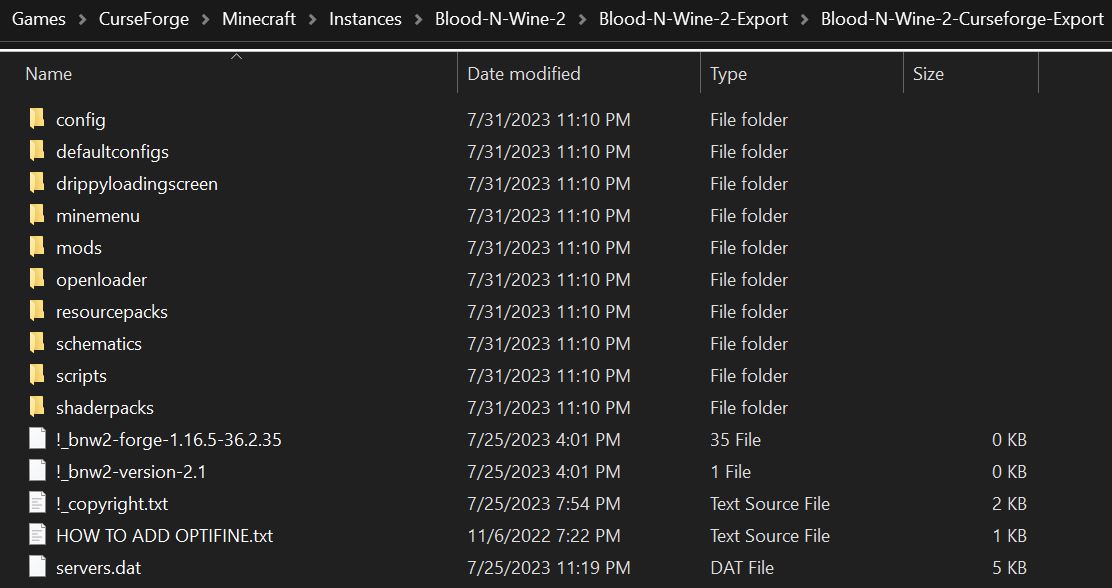 Games > CurseForge > Minecraft > Instances > Blood-N-Wine-2 > Blood-N-Wine-2-Export > Blood-N-Wine-2-Curseforge-Export
Name Date modified Type Size
config 7/31/2023 11:10 PM File folder
defaultconfigs 7/31/2023 11:10 PM File folder
drippyloadingscreen 7/31/2023 11:10 PM File folder
minemenu 7/31/2023 11:10 PM File folder
mods 7/31/2023 11:10 PM File folder
openloader 7/31/2023 11:10 PM File folder
resourcepacks 7/31/2023 11:10 PM File folder
schematics 7/31/2023 11:10 PM File folder
scripts 7/31/2023 11:10 PM File folder
shaderpacks 7/31/2023 11:10 PM File folder
!_bnw2-forge-1.16.5-36.2.35 7/25/2023 4:01 PM 35 File 0 KB
!_bnw2-version-2.1 7/25/2023 4:01 PM 1 File 0 KB
!_copyright.txt 7/25/2023 7:54 PM Text Source File 2 KB
HOW TO ADD OPTIFINE.txt 11/6/2022 7:22 PM Text Source File 1 KB
servers.dat 7/25/2023 11:19 PM DAT File 5 KB